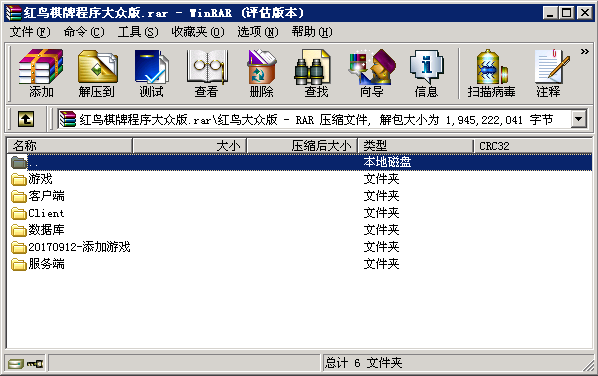 红鸟棋牌程序大众版.rar - WinRAR (评估版本)
文件(F) 命令(C) 工具(S) 收藏夹(O) 选项(N) 帮助(H)
添加 解压到 测试 查看 删除 查找 向导 信息 扫描病毒 注释 »
红鸟棋牌程序大众版.rar\红鸟大众版 - RAR 压缩文件, 解包大小为 1,945,222,041 字节
名称 大小 压缩后大小 类型 CRC32
.. 本地磁盘
游戏 文件夹
客户端 文件夹
Client 文件夹
数据库 文件夹
20170912-添加游戏 文件夹
服务端 文件夹
总计 6 文件夹